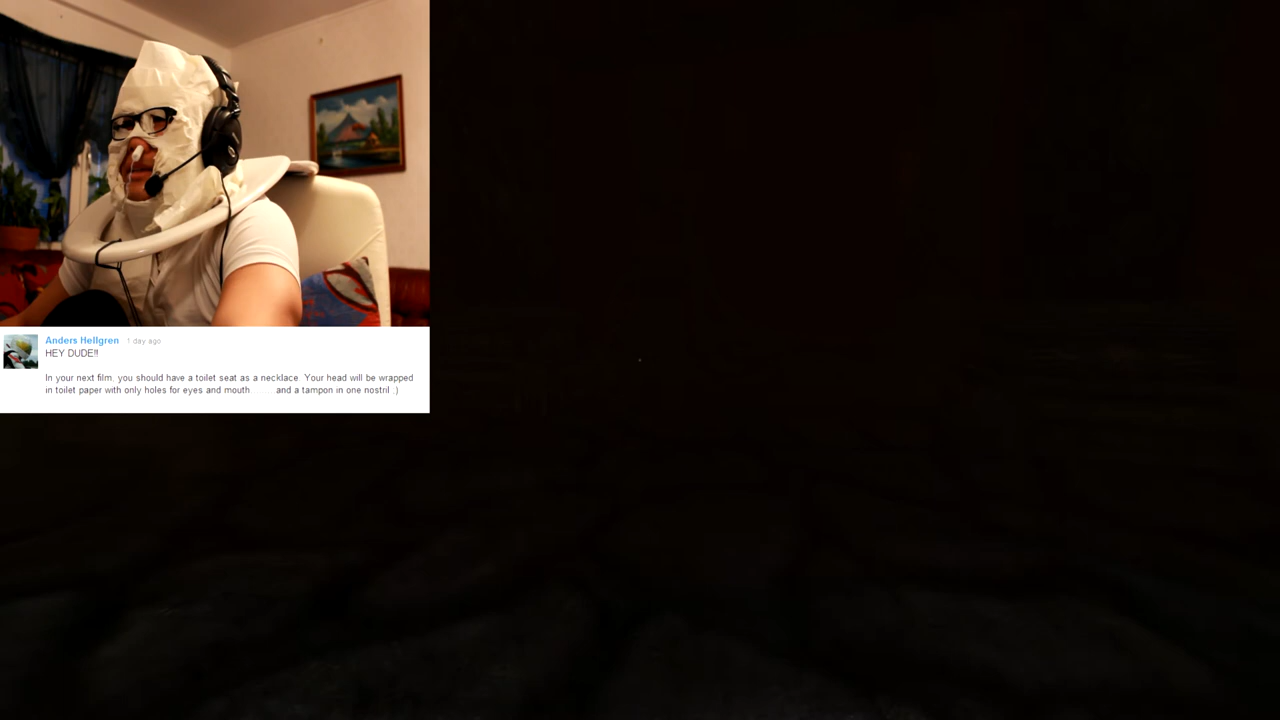 Anders Hellgren 1 day ago
HEY DUDE!!
In your next film, you should have a toilet seat as a necklace. Your head will be wrapped
in toilet paper with only holes for eyes and mouth.........and a tampon in one nostril :)